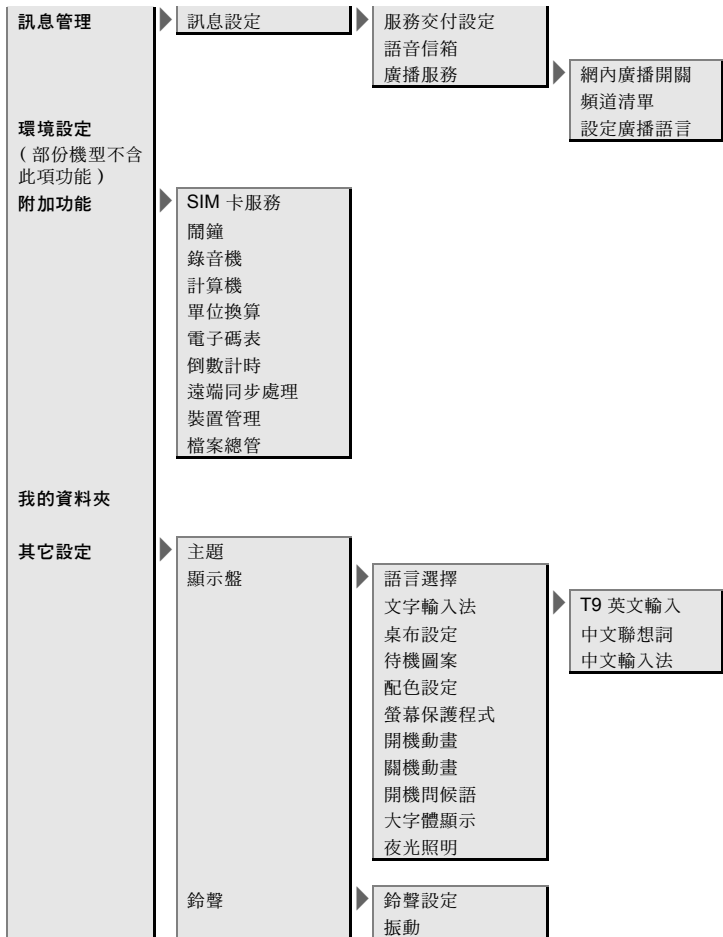 訊息管理
訊息設定
服務交付設定
語音信箱
廣播服務
網內廣播開關
頻道清單
設定廣播語言
環境設定
(部份機型不含
此項功能)
附加功能
SIM 卡服務
鬧鐘
錄音機
計算機
單位換算
電子碼表
倒數計時
遠端同步處理
裝置管理
檔案總管
我的資料夾
其它設定
主題
顯示盤
語言選擇
文字輸入法
T9 英文輸入
中文聯想詞
中文輸入法
桌布設定
待機圖案
配色設定
螢幕保護程式
開機動畫
關機動畫
開機問候語
大字體顯示
夜光照明
鈴聲
鈴聲設定
振動